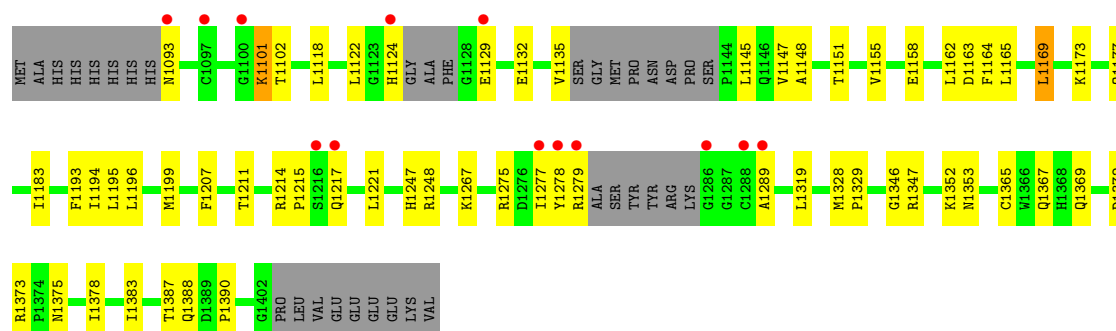 MET ALA HIS HIS HIS HIS HIS HIS N1093 C1097 G1100 K1101 T1102 L1118 L1122 G1123 H1124 GLY ALA PHE G1128 E1129 E1132 V1135 SER GLY MET PRO ASN ASP PRO SER P1144 L1145 Q1146 V1147 A1148 T1151 V1155 E1158 L1162 D1163 F1164 L1165 L1169 K1173
I1183 F1193 I1194 L1195 L1196 M1199 F1207 T1211 R1214 P1215 S1216 Q1217 L1221 H1247 R1248 K1267 R1275 D1276 I1277 Y1278 R1279 ALA SER TYR TYR ARG LYS G1286 G1287 C1288 A1289 L1319 M1328 P1329 G1346 R1347 K1352 N1353 C1365 W1366 Q1367 H1368 Q1369
R1373 P1374 N1375 I1378 I1383 T1387 Q1388 D1389 P1390 G1402 PRO LEU VAL GLU GLU GLU GLU LYS VAL